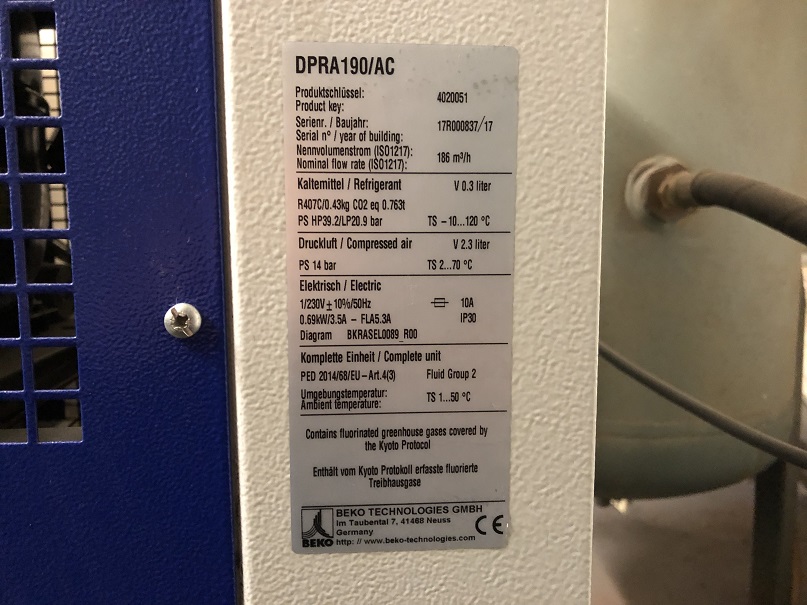 DPRA190/AC
Produktschlüssel:
Product key: 4020051
Serienr. / Baujahr:
Serial n° / year of building: 17R000837/17
Nennvolumenstrom (ISO1217):
Nominal flow rate (ISO1217): 186 m³/h
Kaltemittel / Refrigerant V 0.3 liter
R407C/0.43kg CO2 eq 0.763t
PS HP39.2/LP20.9 bar TS -10...120 °C
Druckluft / Compressed air V 2.3 liter
PS 14 bar TS 2...70 °C
Elektrisch / Electric
1/230V±10%/50Hz 10A
0.69kW/3.5A - FLA5.3A IP30
Diagram BKRASEL0089_R00
Komplette Einheit / Complete unit
PED 2014/68/EU-Art.4(3) Fluid Group 2
Umgebungstemperatur:
Ambient temperature: TS 1...50 °C
Contains fluorinated greenhouse gases covered by
the Kyoto Protocol
Enthält vom Kyoto Protokoll erfasste fluorierte
Treibhausgase
BEKO TECHNOLOGIES GMBH
Im Taubental 7, 41468 Neuss
Germany
http: // www.beko-technologies.com
BEKO
CE